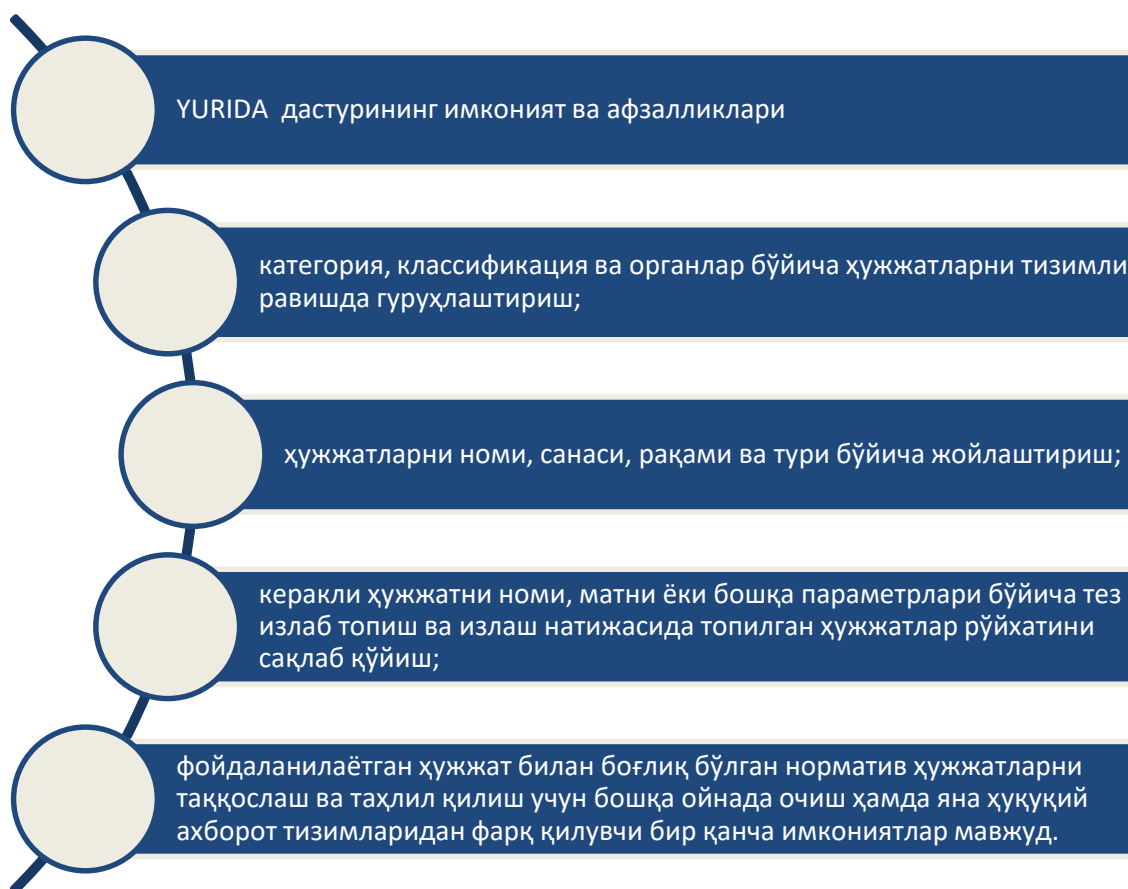 YURIDA дастурининг имконият ва афзалликлари
категория, классификация ва органлар бўйича ҳужжатларни тизимли
равишда гуруҳлаштириш;
ҳужжатларни номи, санаси, рақами ва тури бўйича жойлаштириш;
керакли ҳужжатни номи, матни ёки бошқа параметрлари бўйича тез
излаб топиш ва излаш натижасида топилган ҳужжатлар рўйхатини
сақлаб қўйиш;
фойдаланилаётган ҳужжат билан боғлиқ бўлган норматив ҳужжатларни
таққослаш ва таҳлил қилиш учун бошқа ойнада очиш ҳамда яна ҳуқуқий
ахборот тизимларидан фарқ қилувчи бир қанча имкониятлар мавжуд.